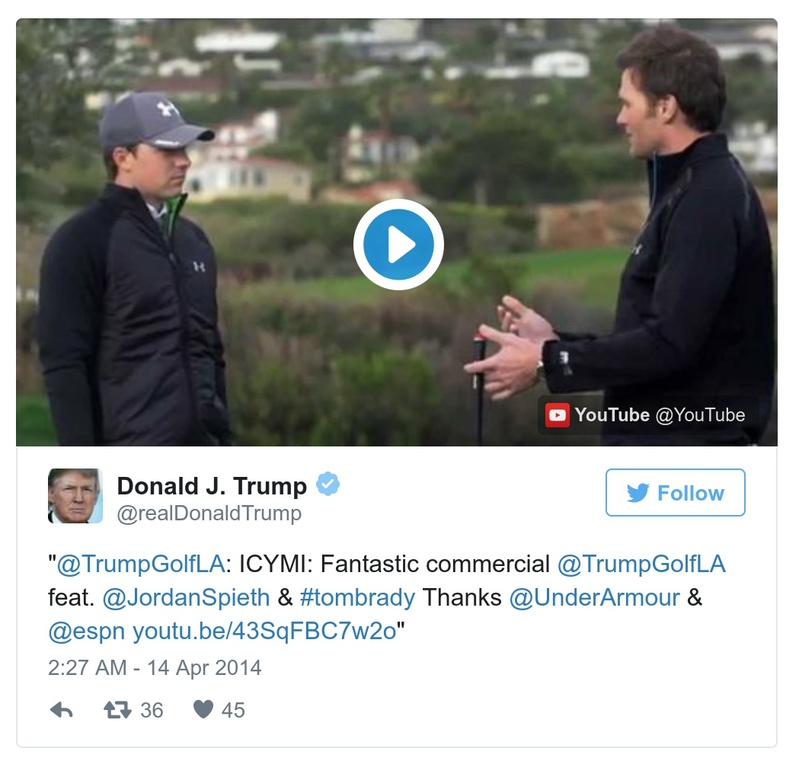 YouTube @YouTube
Donald J. Trump
@realDonaldTrump
Follow
"@TrumpGolfLA: ICYMI: Fantastic commercial @TrumpGolfLA
feat. @JordanSpieth & #tombrady Thanks @UnderArmour &
@espn youtu.be/43SqFBC7w2o"
2:27 AM - 14 Apr 2014
36 45